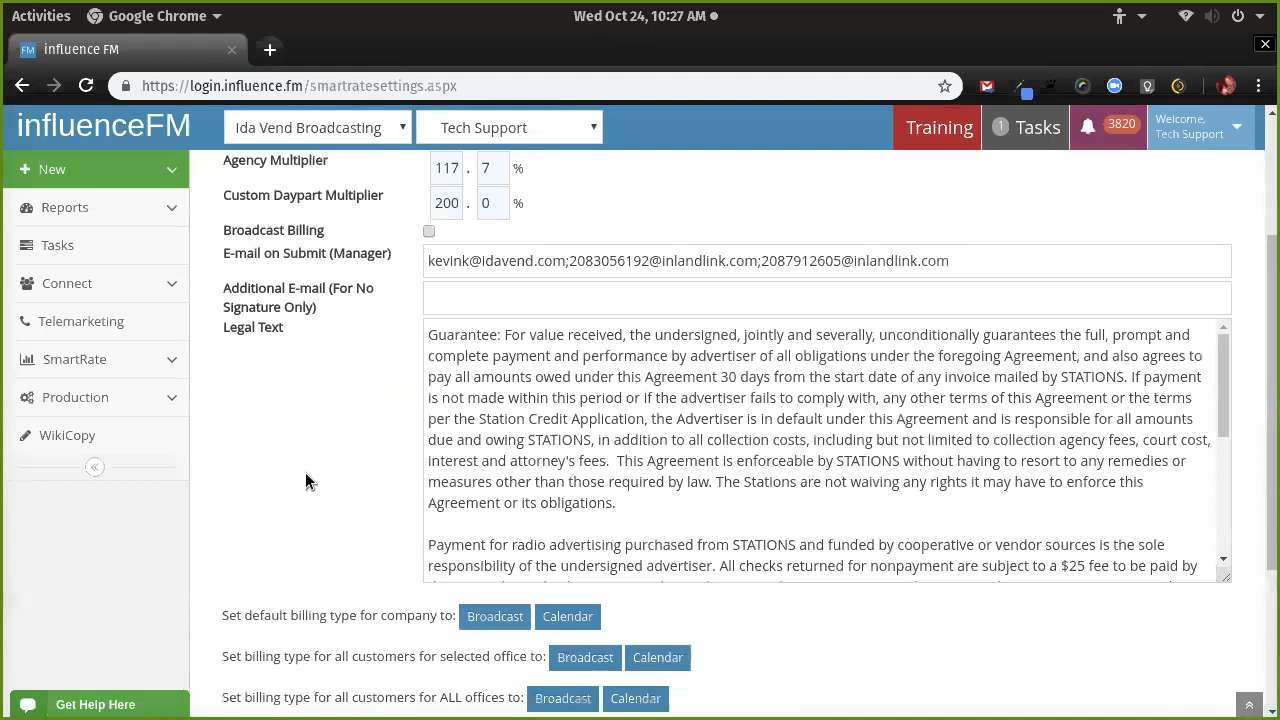 Activities Google Chrome Wed Oct 24, 10:27 AM
FM influence FM
https://login.influence.fm/smartratesettings.aspx
influenceFM Ida Vend Broadcasting Tech Support Training 1 Tasks 3820 Welcome,
Tech Support
New
Reports
Tasks
Connect
Telemarketing
SmartRate
Production
WikiCopy
Agency Multiplier 117 . 7 %
Custom Daypart Multiplier 200 . 0 %
Broadcast Billing
E-mail on Submit (Manager) kevink@idavend.com;2083056192@inlandlink.com;2087912605@inlandlink.com
Additional E-mail (For No
Signature Only)
Legal Text
Guarantee: For value received, the undersigned, jointly and severally, unconditionally guarantees the full, prompt and
complete payment and performance by advertiser of all obligations under the foregoing Agreement, and also agrees to
pay all amounts owed under this Agreement 30 days from the start date of any invoice mailed by STATIONS. If payment
is not made within this period or if the advertiser fails to comply with, any other terms of this Agreement or the terms
per the Station Credit Application, the Advertiser is in default under this Agreement and is responsible for all amounts
due and owing STATIONS, in addition to all collection costs, including but not limited to collection agency fees, court cost,
interest and attorney's fees. This Agreement is enforceable by STATIONS without having to resort to any remedies or
measures other than those required by law. The Stations are not waiving any rights it may have to enforce this
Agreement or its obligations.
Payment for radio advertising purchased from STATIONS and funded by cooperative or vendor sources is the sole
responsibility of the undersigned advertiser. All checks returned for nonpayment are subject to a $25 fee to be paid by
Set default billing type for company to: Broadcast Calendar
Set billing type for all customers for selected office to: Broadcast Calendar
Set billing type for all customers for ALL offices to: Broadcast Calendar
Get Help Here